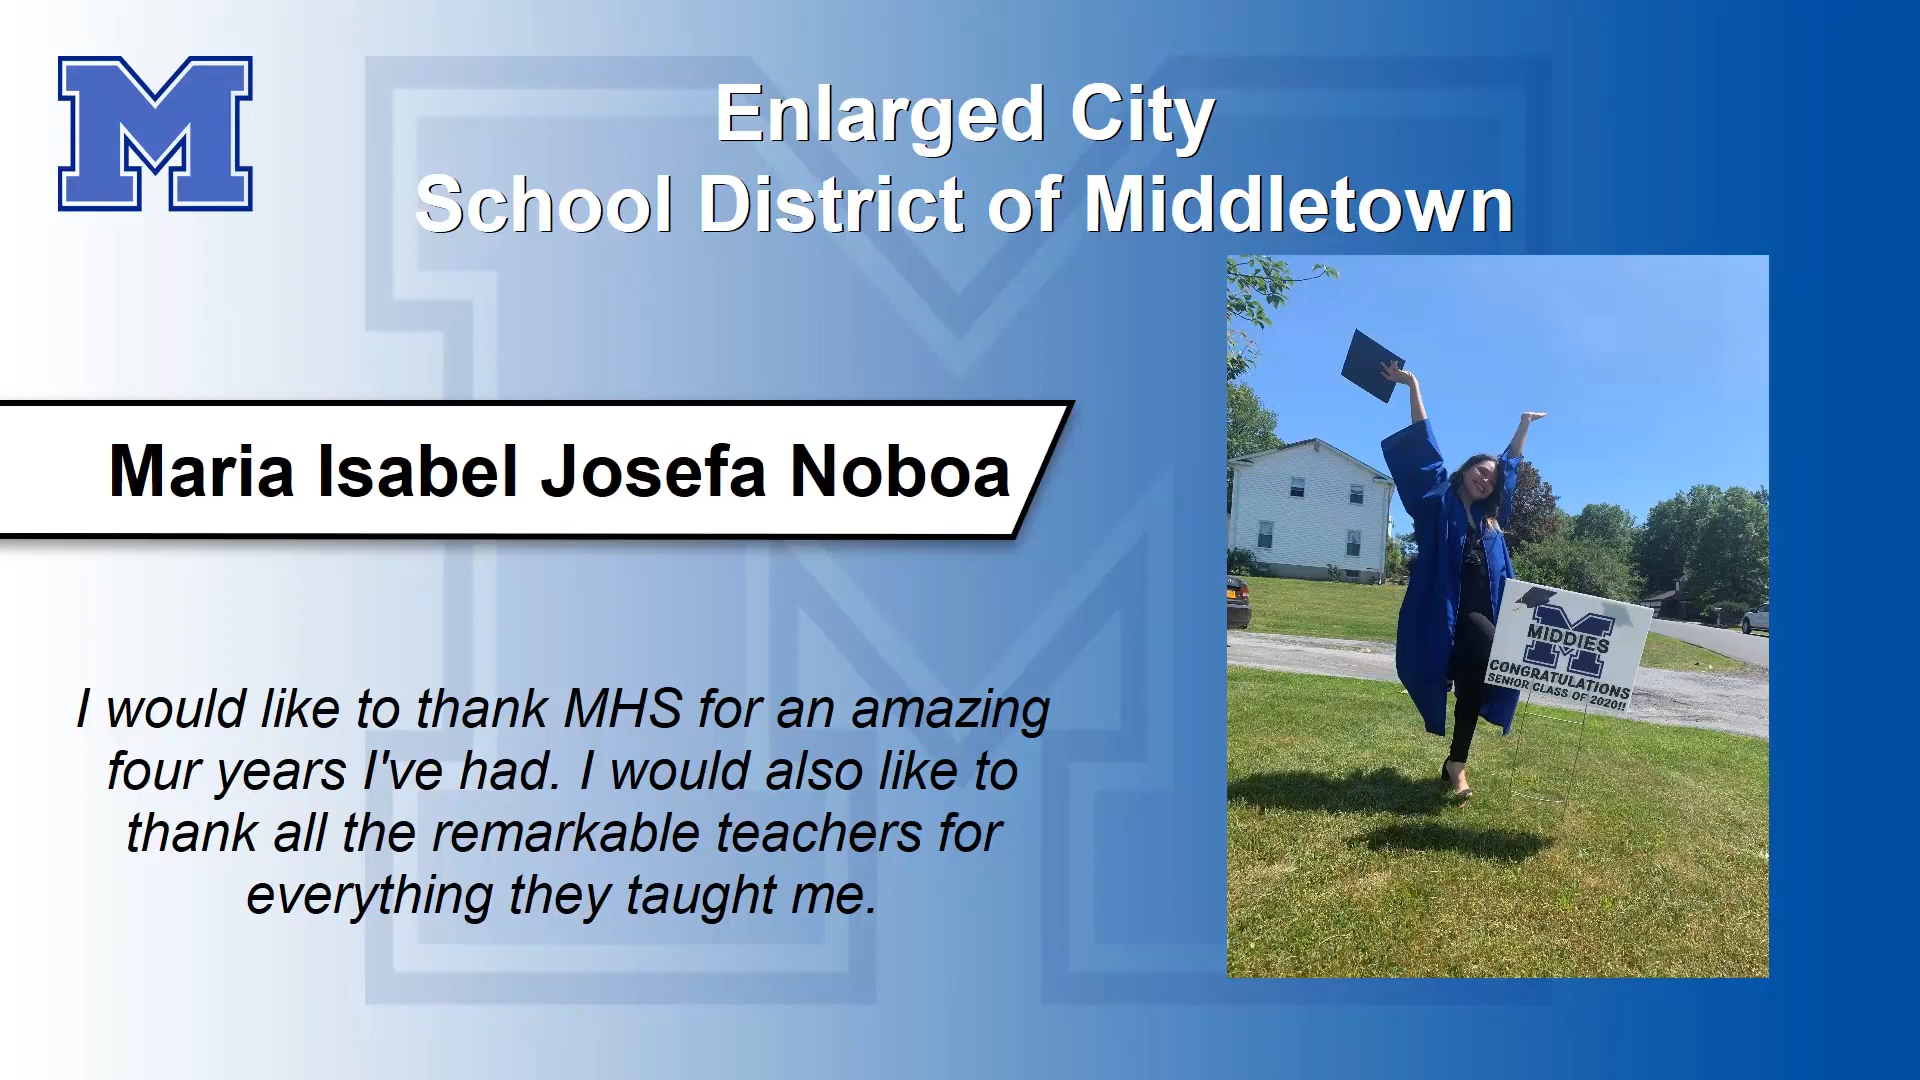 M
Enlarged City
School District of Middletown
Maria Isabel Josefa Noboa
I would like to thank MHS for an amazing
four years I've had. I would also like to
thank all the remarkable teachers for
everything they taught me.
M
MIDDIES
CONGRATULATIONS
SENIOR CLASS OF 2020!!